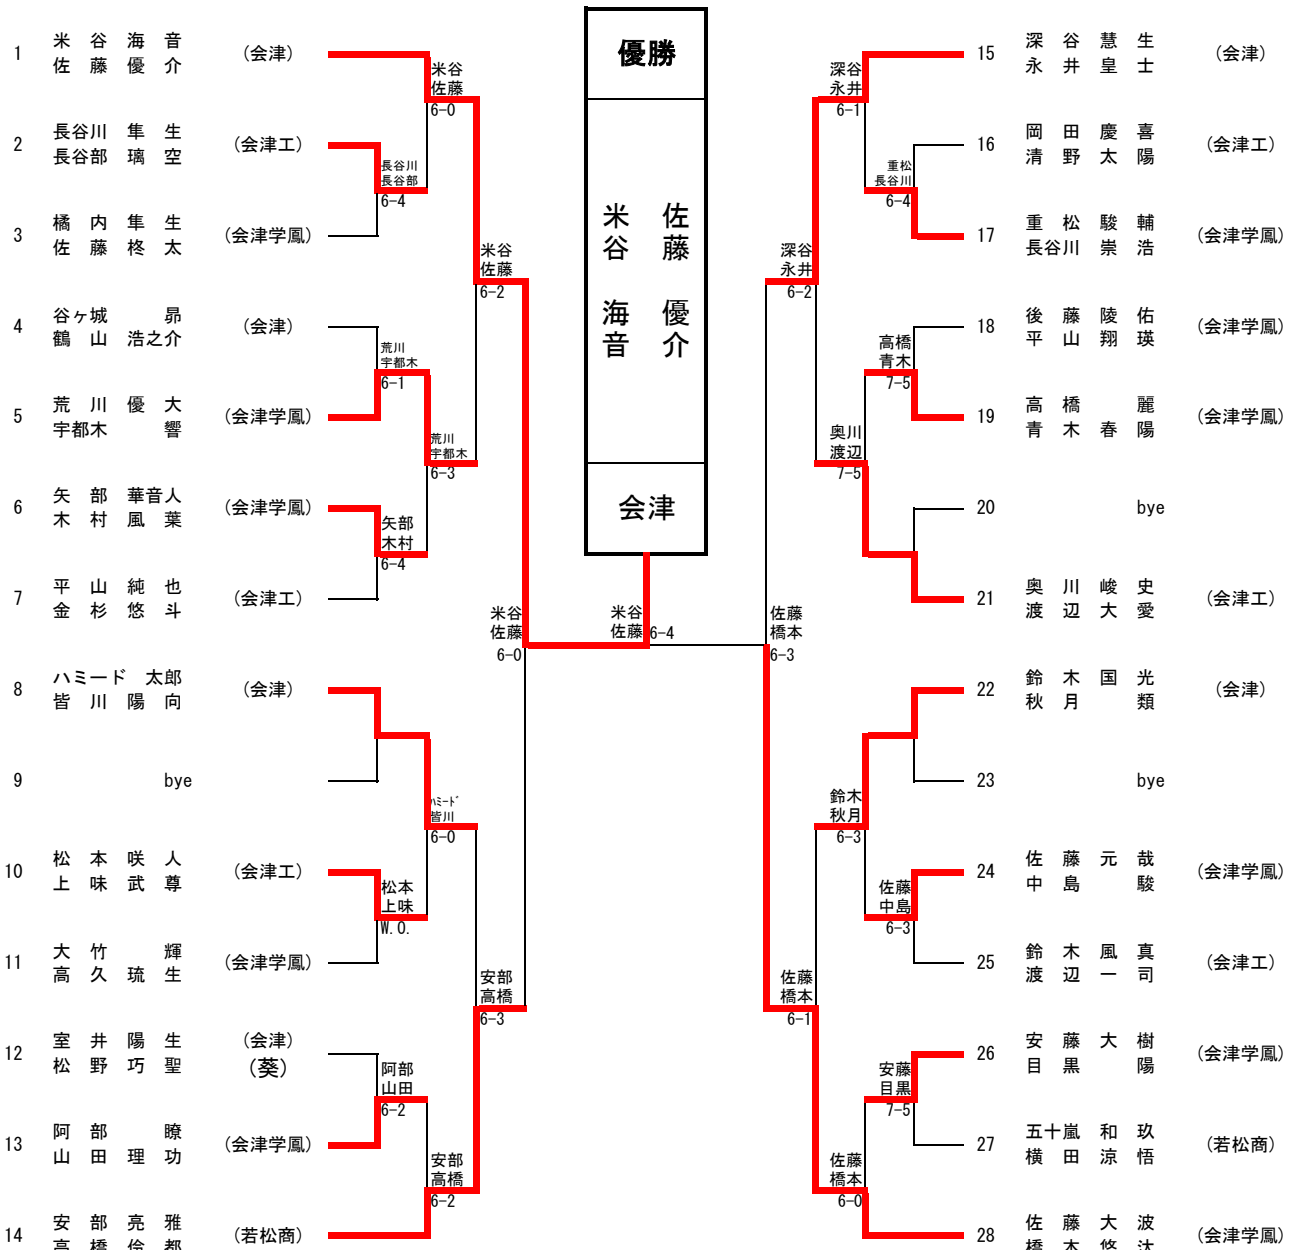 1 米谷海音 (会津)
佐藤優介
2 長谷川隼生 (会津工)
長谷部璃空
3 橘内隼生 (会津学鳳)
佐藤柊太
4 谷ヶ城昴 (会津)
鶴山浩之介
5 荒川優大 (会津学鳳)
宇都木響
6 矢部華音人 (会津学鳳)
木村風葉
7 平山純也 (会津工)
金杉悠斗
8 ハミード 太郎 (会津)
皆川陽向
9 bye
10 松本咲人 (会津工)
上味武尊
11 大竹輝 (会津学鳳)
高久琉生
12 室井陽生 (会津)
松野巧聖 (葵)
13 阿部瞭 (会津学鳳)
山田理功
14 安部亮雅 (若松商)
高橋倫都
米谷
佐藤
6-0
長谷川
長谷部
6-4
荒川
宇都木
6-1
矢部
木村
6-4
荒川
宇都木
6-3
米谷
佐藤
6-2
ﾊﾐｰﾄﾞ
皆川
6-0
松本
上味
W.O.
阿部
山田
6-2
安部
高橋
6-2
安部
高橋
6-3
米谷
佐藤
6-0
優勝
米谷 海音
佐藤 優介
会津
米谷
佐藤 6-4
深谷
永井
6-1
重松
長谷川
6-4
深谷
永井
6-2
高橋
青木
7-5
奥川
渡辺
7-5
佐藤
橋本
6-3
鈴木
秋月
6-3
佐藤
中島
6-3
佐藤
橋本
6-1
安藤
目黒
7-5
佐藤
橋本
6-0
15 深谷慧生 (会津)
永井皇士
16 岡田慶喜 (会津工)
清野太陽
17 重松駿輔 (会津学鳳)
長谷川崇浩
18 後藤陵佑 (会津学鳳)
平山翔瑛
19 高橋麗 (会津学鳳)
青木春陽
20 bye
21 奥川峻史 (会津工)
渡辺大愛
22 鈴木国光 (会津)
秋月類
23 bye
24 佐藤元哉 (会津学鳳)
中島駿
25 鈴木風真 (会津工)
渡辺一司
26 安藤大樹 (会津学鳳)
目黒陽
27 五十嵐和玖 (若松商)
横田涼悟
28 佐藤大波 (会津学鳳)
橋本悠汰